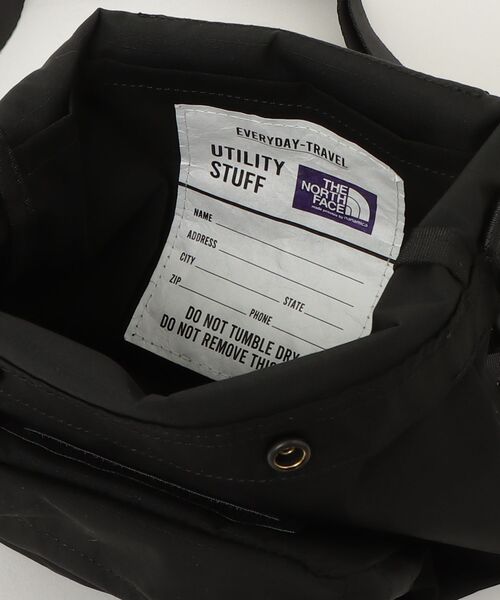 EVERYDAY-TRAVEL
UTILITY
STUFF
THE
NORTH
FACE
NAME
ADDRESS
CITY
STATE
ZIP
PHONE
DO NOT TUMBLE DRY
DO NOT REMOVE THIS